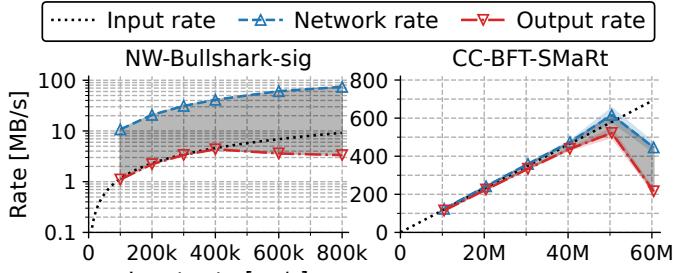 Input rate Network rate Output rate
NW-Bullshark-sig CC-BFT-SMaRt
Rate [MB/s]
100
10
1
0.1
0 200k 400k 600k 800k
800
600
400
200
0
0 20M 40M 60M